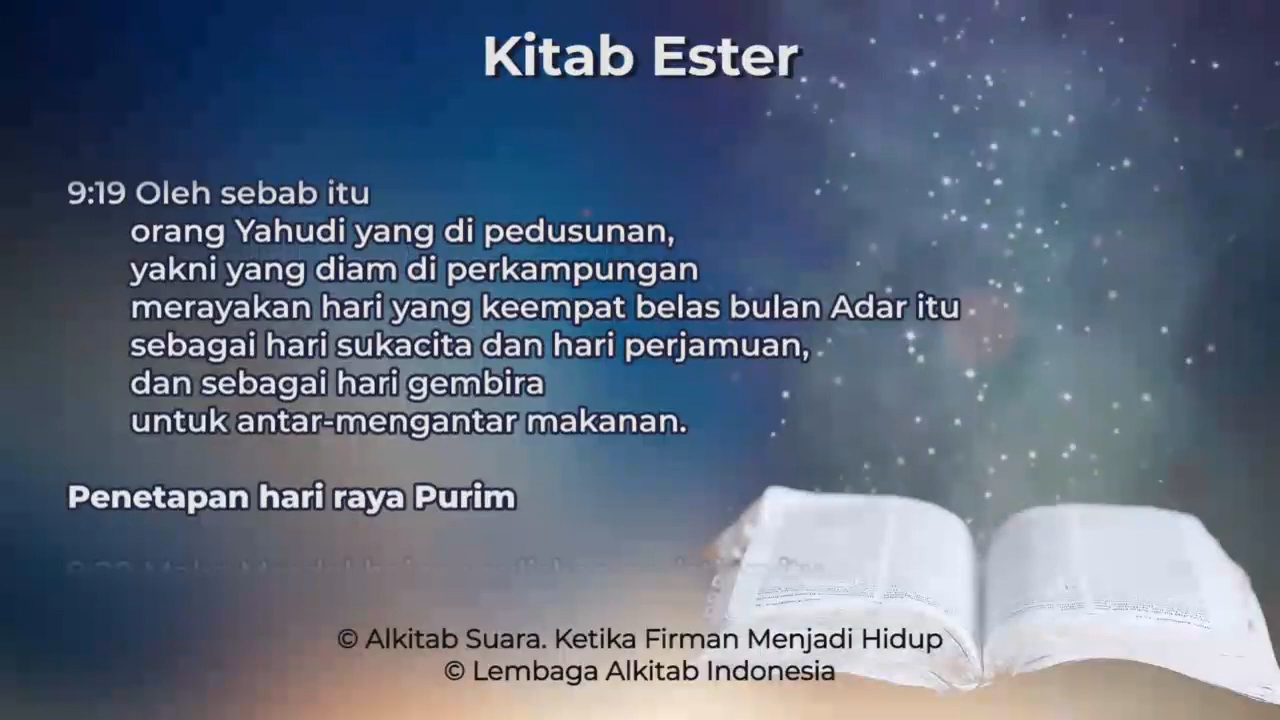 Kitab Ester
9:19 Oleh sebab itu
orang Yahudi yang di pedusunan,
yakni yang diam di perkampungan
merayakan hari yang keempat belas bulan Adar itu
sebagai hari sukacita dan hari perjamuan,
dan sebagai hari gembira
untuk antar-mengantar makanan.
Penetapan hari raya Purim
© Alkitab Suara. Ketika Firman Menjadi Hidup
© Lembaga Alkitab Indonesia